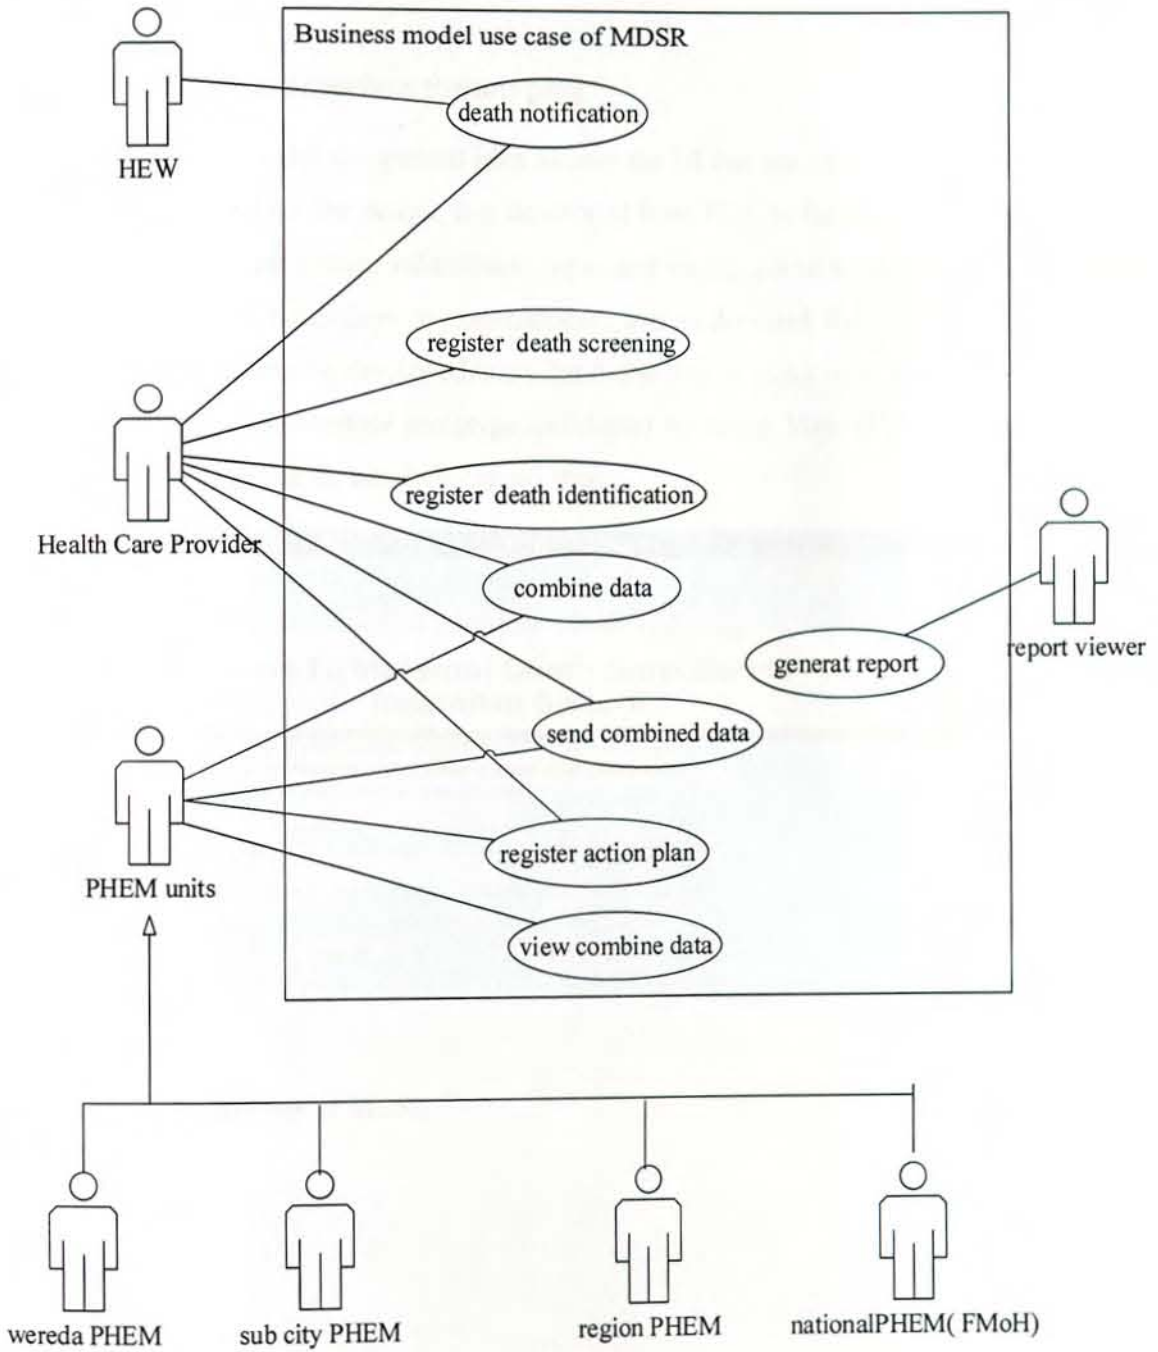 Business model use case of MDSR
death notification
HEW
register death screening
register death identification
Health Care Provider
combine data
generat report
report viewer
send combined data
register action plan
PHEM units
view combine data
wereda PHEM
sub city PHEM
region PHEM
nationalPHEM( FMoH)